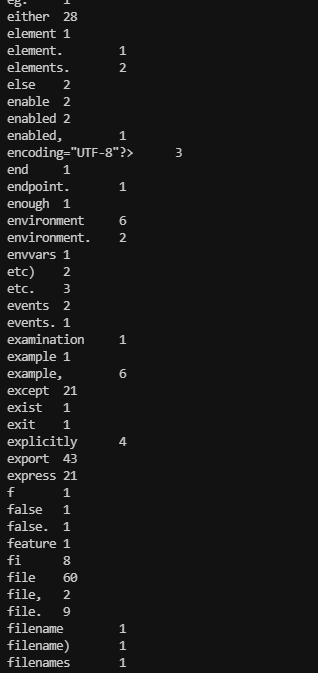 eg. 1
either 28
element 1
element. 1
elements. 2
else 2
enable 2
enabled 2
enabled, 1
encoding="UTF-8"?> 3
end 1
endpoint. 1
enough 1
environment 6
environment. 2
envvars 1
etc) 2
etc. 3
events 2
events. 1
examination 1
example 1
example, 6
except 21
exist 1
exit 1
explicitly 4
export 43
express 21
f 1
false 1
false. 1
feature 1
fi 8
file 60
file, 2
file. 9
filename 1
filename) 1
filenames 1